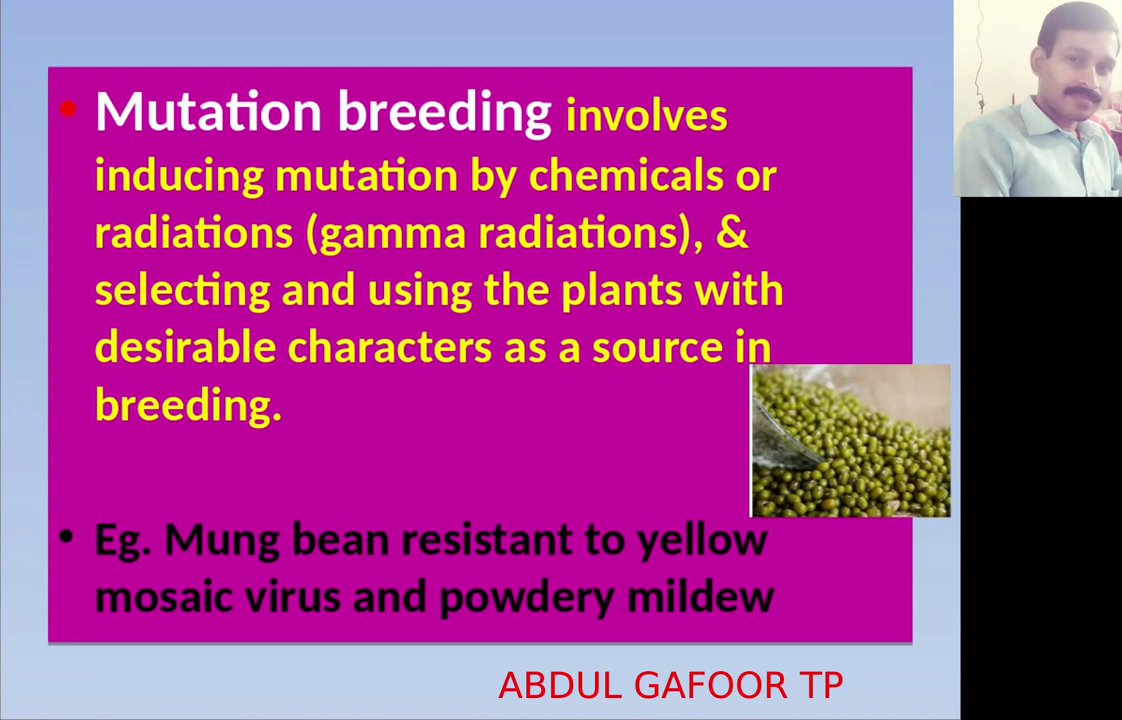 • Mutation breeding involves
inducing mutation by chemicals or
radiations (gamma radiations), &
selecting and using the plants with
desirable characters as a source in
breeding.
• Eg. Mung bean resistant to yellow
mosaic virus and powdery mildew
ABDUL GAFOOR TP